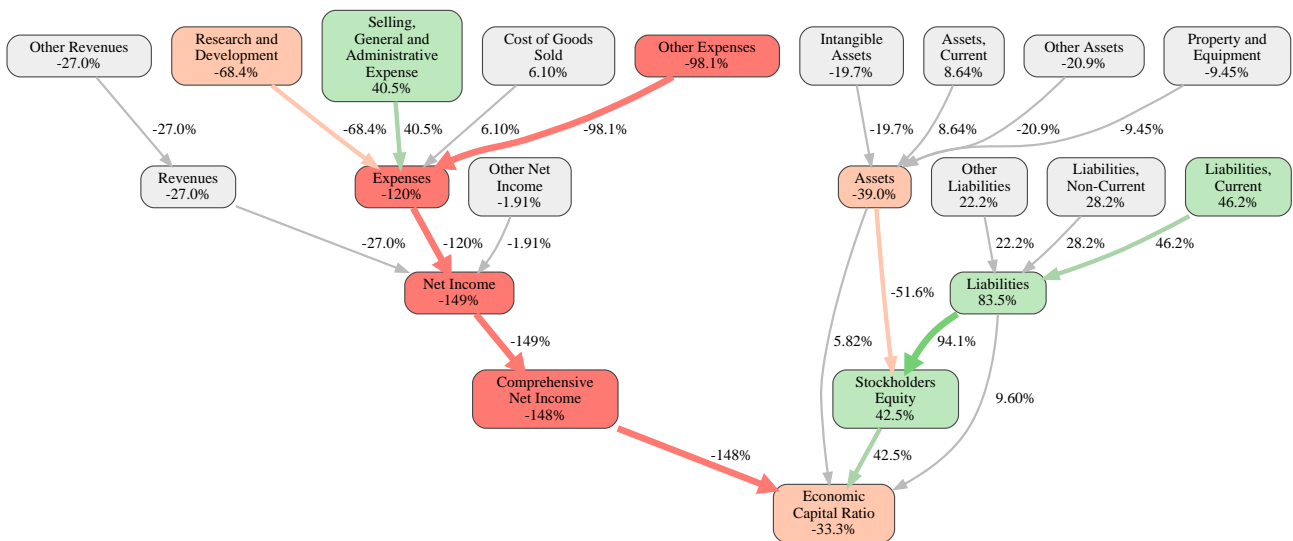 Other Revenues
-27.0%
Research and
Development
-68.4%
Selling,
General and
Administrative
Expense
40.5%
Cost of Goods
Sold
6.10%
Other Expenses
-98.1%
Intangible
Assets
-19.7%
Assets,
Current
8.64%
Other Assets
-20.9%
Property and
Equipment
-9.45%
-27.0%
-68.4%
40.5%
6.10%
-98.1%
-19.7%
8.64%
-20.9%
-9.45%
Revenues
-27.0%
Expenses
-120%
Other Net
Income
-1.91%
Assets
-39.0%
Other
Liabilities
22.2%
Liabilities,
Non-Current
28.2%
Liabilities,
Current
46.2%
-27.0%
-120%
-1.91%
22.2%
28.2%
46.2%
Net Income
-149%
-51.6%
Liabilities
83.5%
-149%
5.82%
94.1%
Comprehensive
Net Income
-148%
Stockholders
Equity
42.5%
9.60%
-148%
42.5%
Economic
Capital Ratio
-33.3%